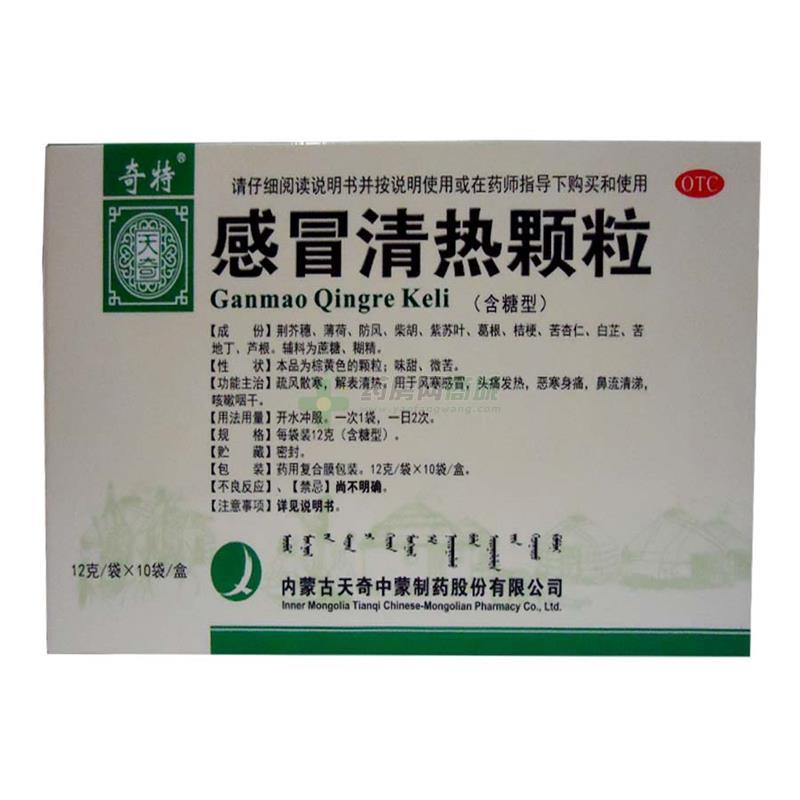 奇特®
天奇
请仔细阅读说明书并按说明使用或在药师指导下购买和使用
OTC
感冒清热颗粒
Ganmao Qingre Keli （含糖型）
【成　份】荆芥穗、薄荷、防风、柴胡、紫苏叶、葛根、桔梗、苦杏仁、白芷、苦
地丁、芦根。辅料为蔗糖、糊精。
【性　状】本品为棕黄色的颗粒；味甜、微苦。
【功能主治】疏风散寒，解表清热。用于风寒感冒，头痛发热，恶寒身痛，鼻流清涕，
咳嗽咽干。
【用法用量】开水冲服。一次1袋，一日2次。
【规　格】每袋装12克（含糖型）。
【贮　藏】密封。
【包　装】药用复合膜包装。12克/袋×10袋/盒。
【不良反应】、【禁忌】尚不明确。
【注意事项】详见说明书。
药房网商城
www.yaofangwang.com
12克/袋×10袋/盒
内蒙古天奇中蒙制药股份有限公司
Inner Mongolia Tianqi Chinese-Mongolian Pharmacy Co., Ltd.